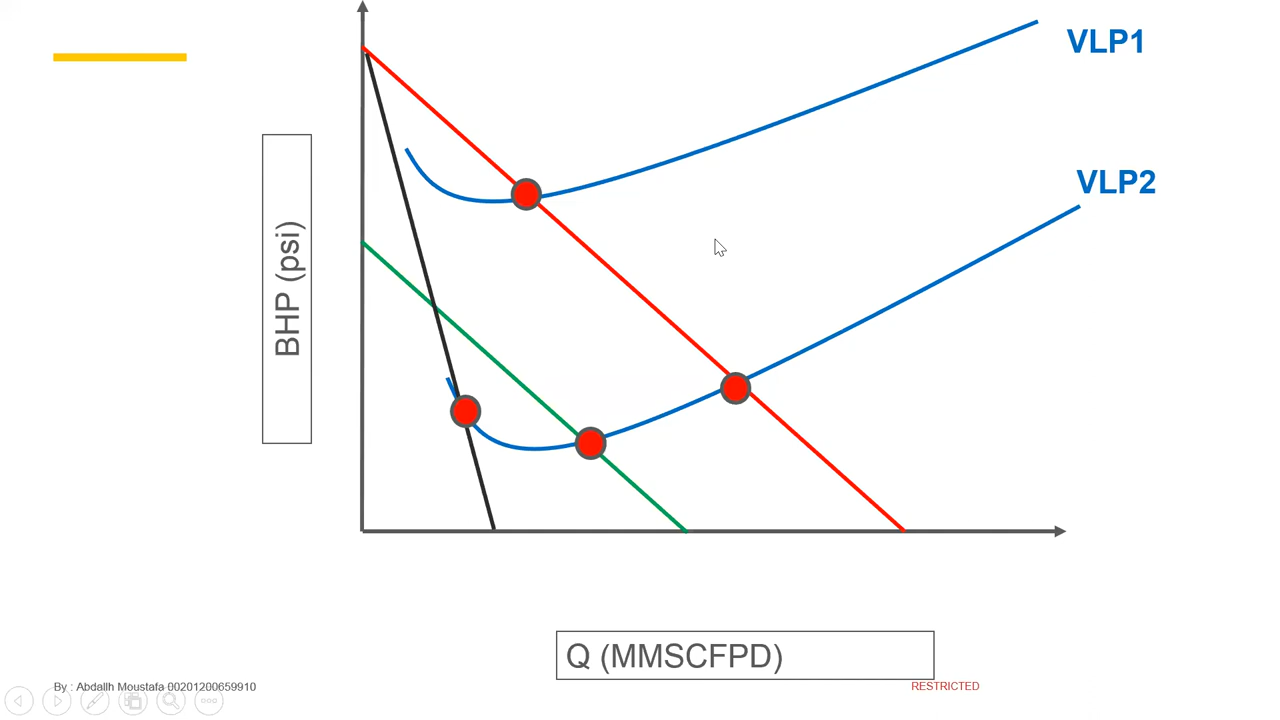 VLP1
VLP2
BHP (psi)
Q (MMSCFPD)
By : Abdallh Moustafa 00201200659910
RESTRICTED